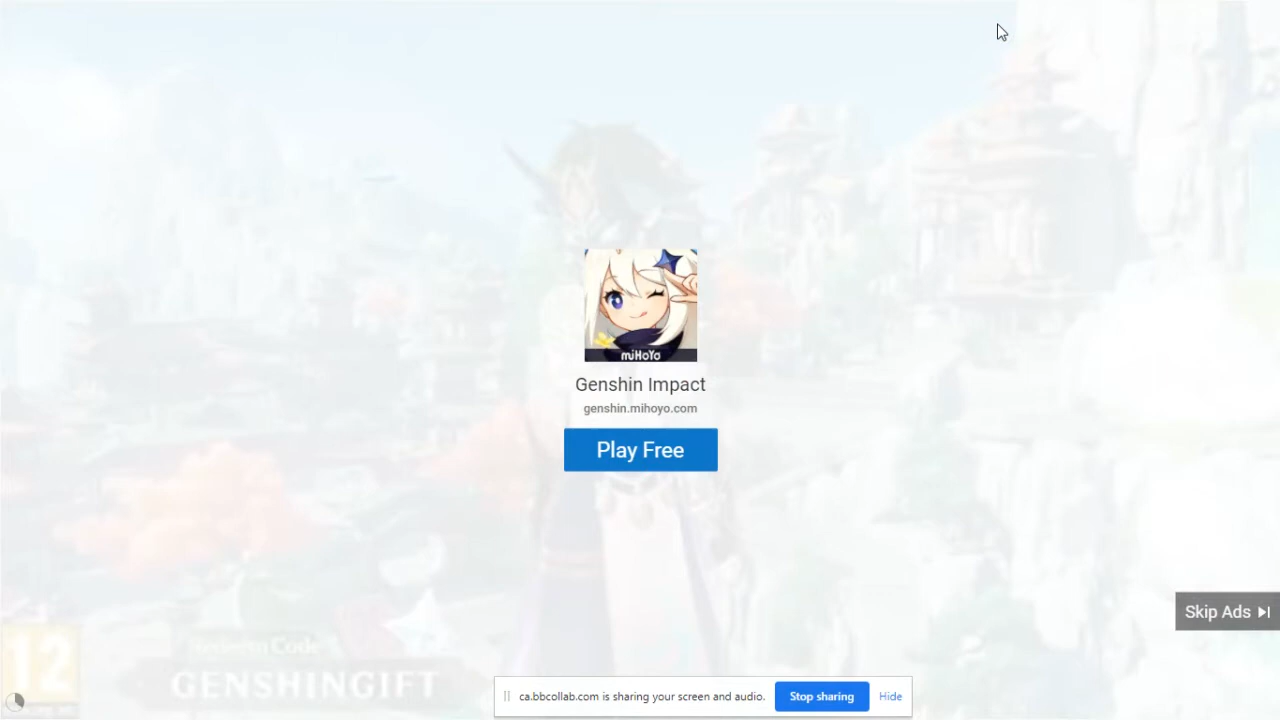 miHoYo
Genshin Impact
genshin.mihoyo.com
Play Free
Skip Ads
12
Redeem Code
GENSHINGIFT
ca.bbcollab.com is sharing your screen and audio.
Stop sharing
Hide